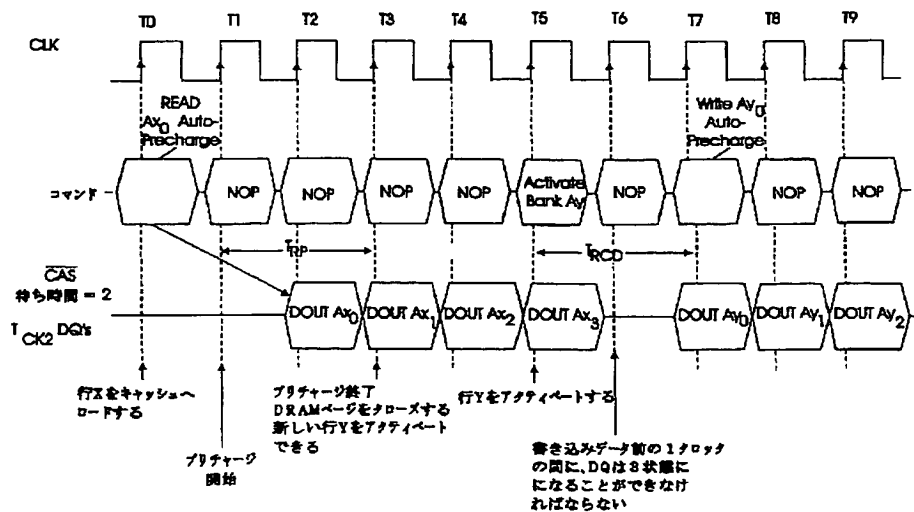 T0 T1 T2 T3 T4 T5 T6 T7 T8 T9
CLK
READ
Ax0 Auto-
Precharge
Write Ay0
Auto-
Precharge
コマンド
NOP NOP NOP NOP Activate
Bank Ay NOP NOP NOP
TRP
TRCD
CAS
待ち時間 = 2
TCK2 DQ's
DOUT Ax0 DOUT Ax1 DOUT Ax2 DOUT Ax3 DOUT Ay0 DOUT Ay1 DOUT Ay2
行Xをキャッシュへ
ロードする
プリチャージ
開始
プリチャージ終了
DRAMページをクローズする
新しい行Yをアクティベート
できる
行Yをアクティベートする
書き込みデータ前の1クロック
の間に、DQは3状態に
になることができなけ
ればならない